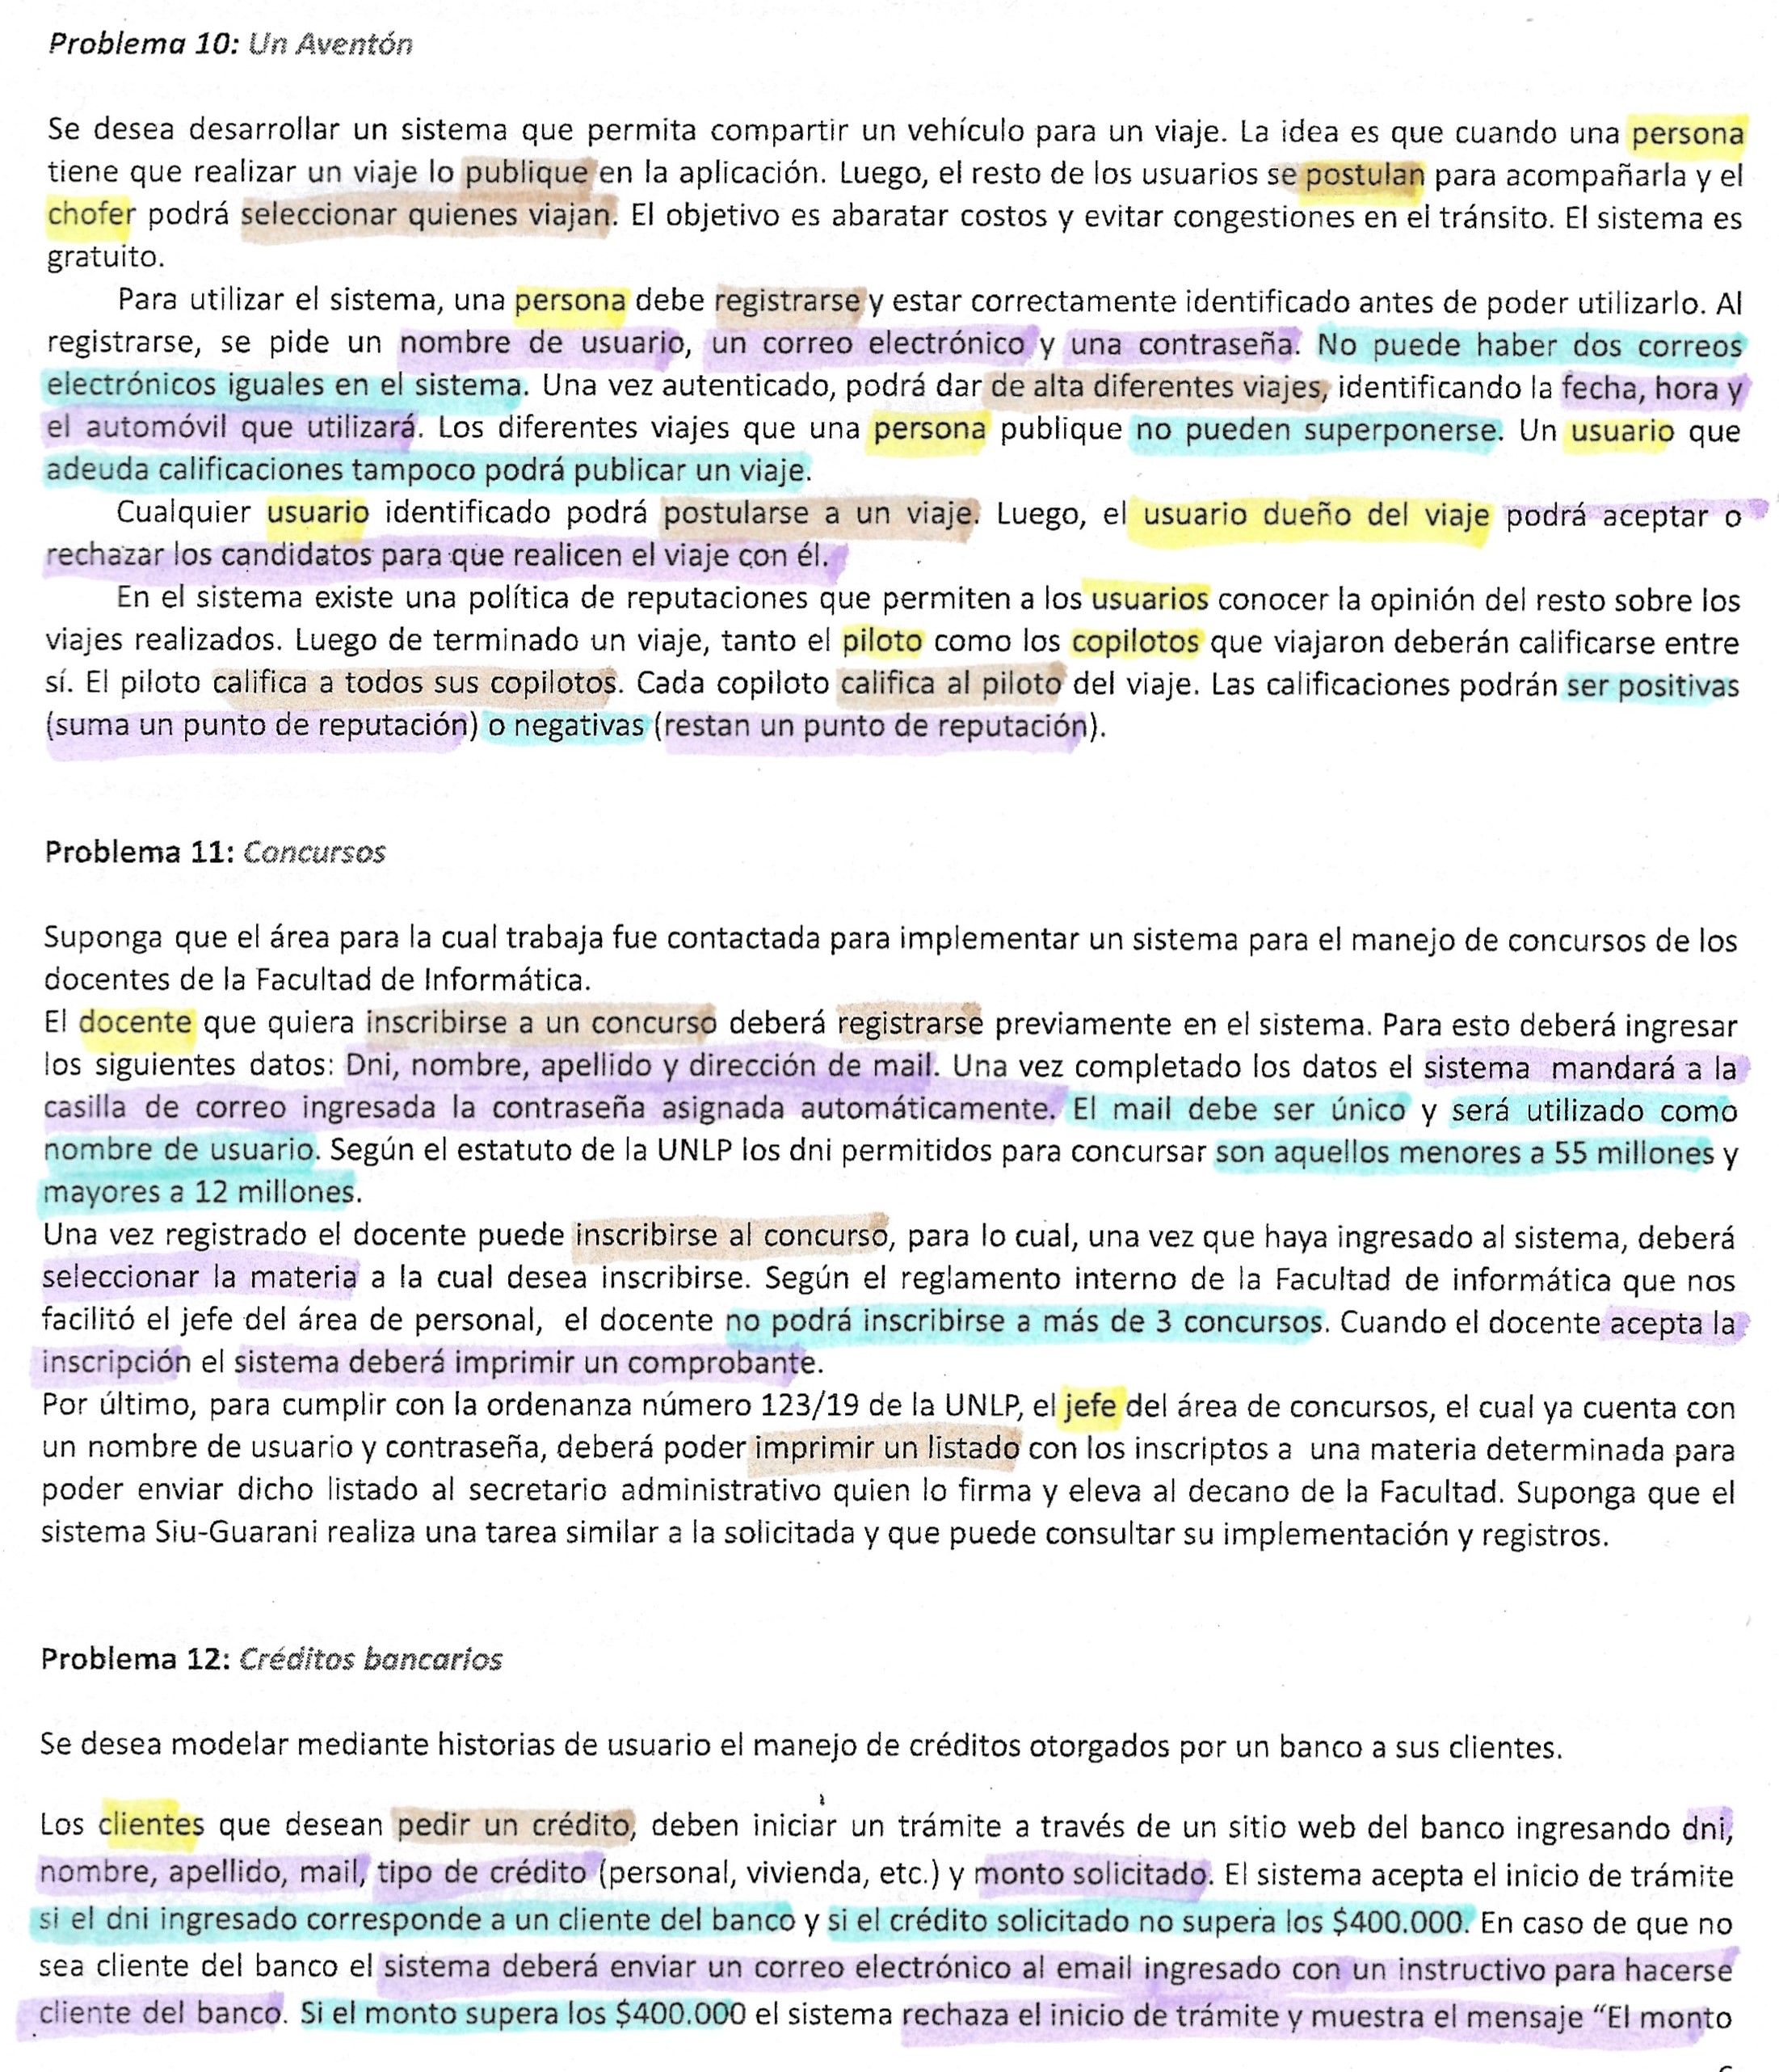 Problema 10: Un Aventón
Se desea desarrollar un sistema que permita compartir un vehículo para un viaje. La idea es que cuando una persona
tiene que realizar un viaje lo publique en la aplicación. Luego, el resto de los usuarios se postulan para acompañarla y el
chofer podrá seleccionar quienes viajan. El objetivo es abaratar costos y evitar congestiones en el tránsito. El sistema es
gratuito.
Para utilizar el sistema, una persona debe registrarse y estar correctamente identificado antes de poder utilizarlo. Al
registrarse, se pide un nombre de usuario, un correo electrónico y una contraseña. No puede haber dos correos
electrónicos iguales en el sistema. Una vez autenticado, podrá dar de alta diferentes viajes, identificando la fecha, hora y
el automóvil que utilizará. Los diferentes viajes que una persona publique no pueden superponerse. Un usuario que
adeuda calificaciones tampoco podrá publicar un viaje.
Cualquier usuario identificado podrá postularse a un viaje. Luego, el usuario dueño del viaje podrá aceptar o
rechazar los candidatos para que realicen el viaje con él.
En el sistema existe una política de reputaciones que permiten a los usuarios conocer la opinión del resto sobre los
viajes realizados. Luego de terminado un viaje, tanto el piloto como los copilotos que viajaron deberán calificarse entre
sí. El piloto califica a todos sus copilotos. Cada copiloto califica al piloto del viaje. Las calificaciones podrán ser positivas
(suma un punto de reputación) o negativas (restan un punto de reputación).
Problema 11: Concursos
Suponga que el área para la cual trabaja fue contactada para implementar un sistema para el manejo de concursos de los
docentes de la Facultad de Informática.
El docente que quiera inscribirse a un concurso deberá registrarse previamente en el sistema. Para esto deberá ingresar
los siguientes datos: Dni, nombre, apellido y dirección de mail. Una vez completado los datos el sistema mandará a la
casilla de correo ingresada la contraseña asignada automáticamente. El mail debe ser único y será utilizado como
nombre de usuario. Según el estatuto de la UNLP los dni permitidos para concursar son aquellos menores a 55 millones y
mayores a 12 millones.
Una vez registrado el docente puede inscribirse al concurso, para lo cual, una vez que haya ingresado al sistema, deberá
seleccionar la materia a la cual desea inscribirse. Según el reglamento interno de la Facultad de informática que nos
facilitó el jefe del área de personal, el docente no podrá inscribirse a más de 3 concursos. Cuando el docente acepta la
inscripción el sistema deberá imprimir un comprobante.
Por último, para cumplir con la ordenanza número 123/19 de la UNLP, el jefe del área de concursos, el cual ya cuenta con
un nombre de usuario y contraseña, deberá poder imprimir un listado con los inscriptos a una materia determinada para
poder enviar dicho listado al secretario administrativo quien lo firma y eleva al decano de la Facultad. Suponga que el
sistema Siu-Guarani realiza una tarea similar a la solicitada y que puede consultar su implementación y registros.
Problema 12: Créditos bancarios
Se desea modelar mediante historias de usuario el manejo de créditos otorgados por un banco a sus clientes.
Los clientes que desean pedir un crédito, deben iniciar un trámite a través de un sitio web del banco ingresando dni,
nombre, apellido, mail, tipo de crédito (personal, vivienda, etc.) y monto solicitado. El sistema acepta el inicio de trámite
si el dni ingresado corresponde a un cliente del banco y si el crédito solicitado no supera los $400.000. En caso de que no
sea cliente del banco el sistema deberá enviar un correo electrónico al email ingresado con un instructivo para hacerse
cliente del banco. Si el monto supera los $400.000 el sistema rechaza el inicio de trámite y muestra el mensaje “El monto